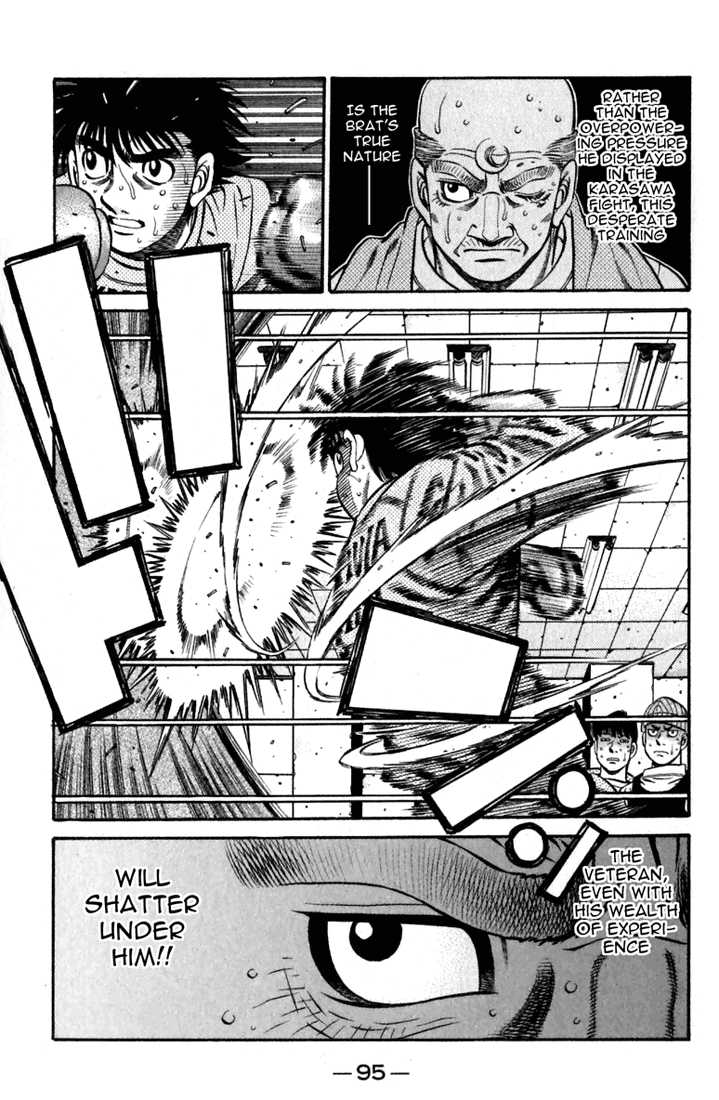 RATHER
THAN THE
OVERPOWER-
ING PRESSURE
HE DISPLAYED
IN THE
KARASAWA
FIGHT, THIS
DESPERATE
TRAINING
IS THE
BRAT'S
TRUE
NATURE
THE
VETERAN,
EVEN WITH
HIS WEALTH
OF EXPERI-
ENCE
WILL
SHATTER
UNDER
HIM!!
—95—